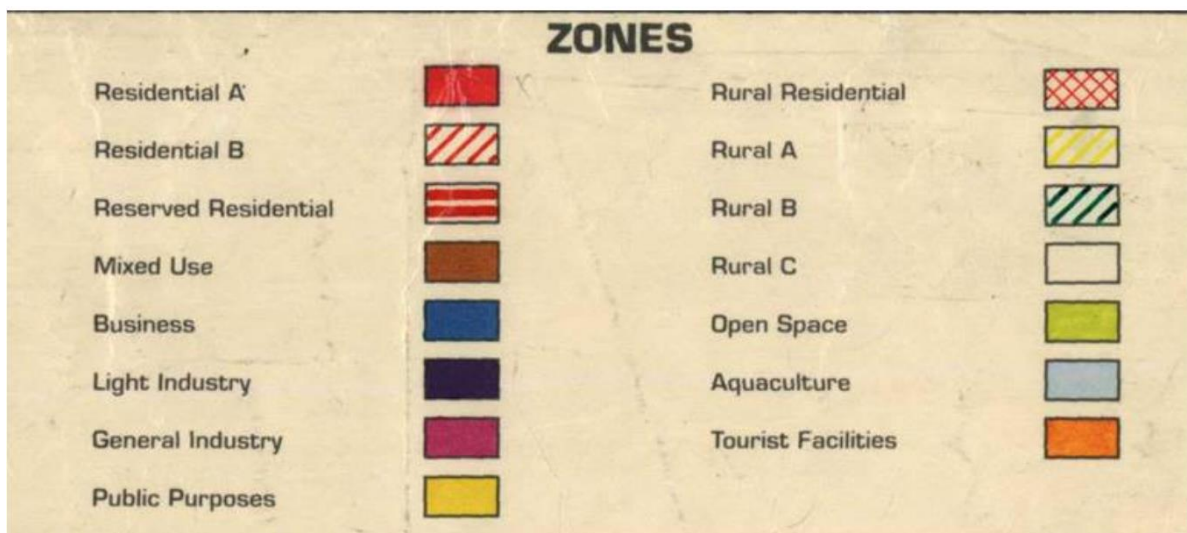 ZONES
Residential A
Residential B
Reserved Residential
Mixed Use
Business
Light Industry
General Industry
Public Purposes
Rural Residential
Rural A
Rural B
Rural C
Open Space
Aquaculture
Tourist Facilities